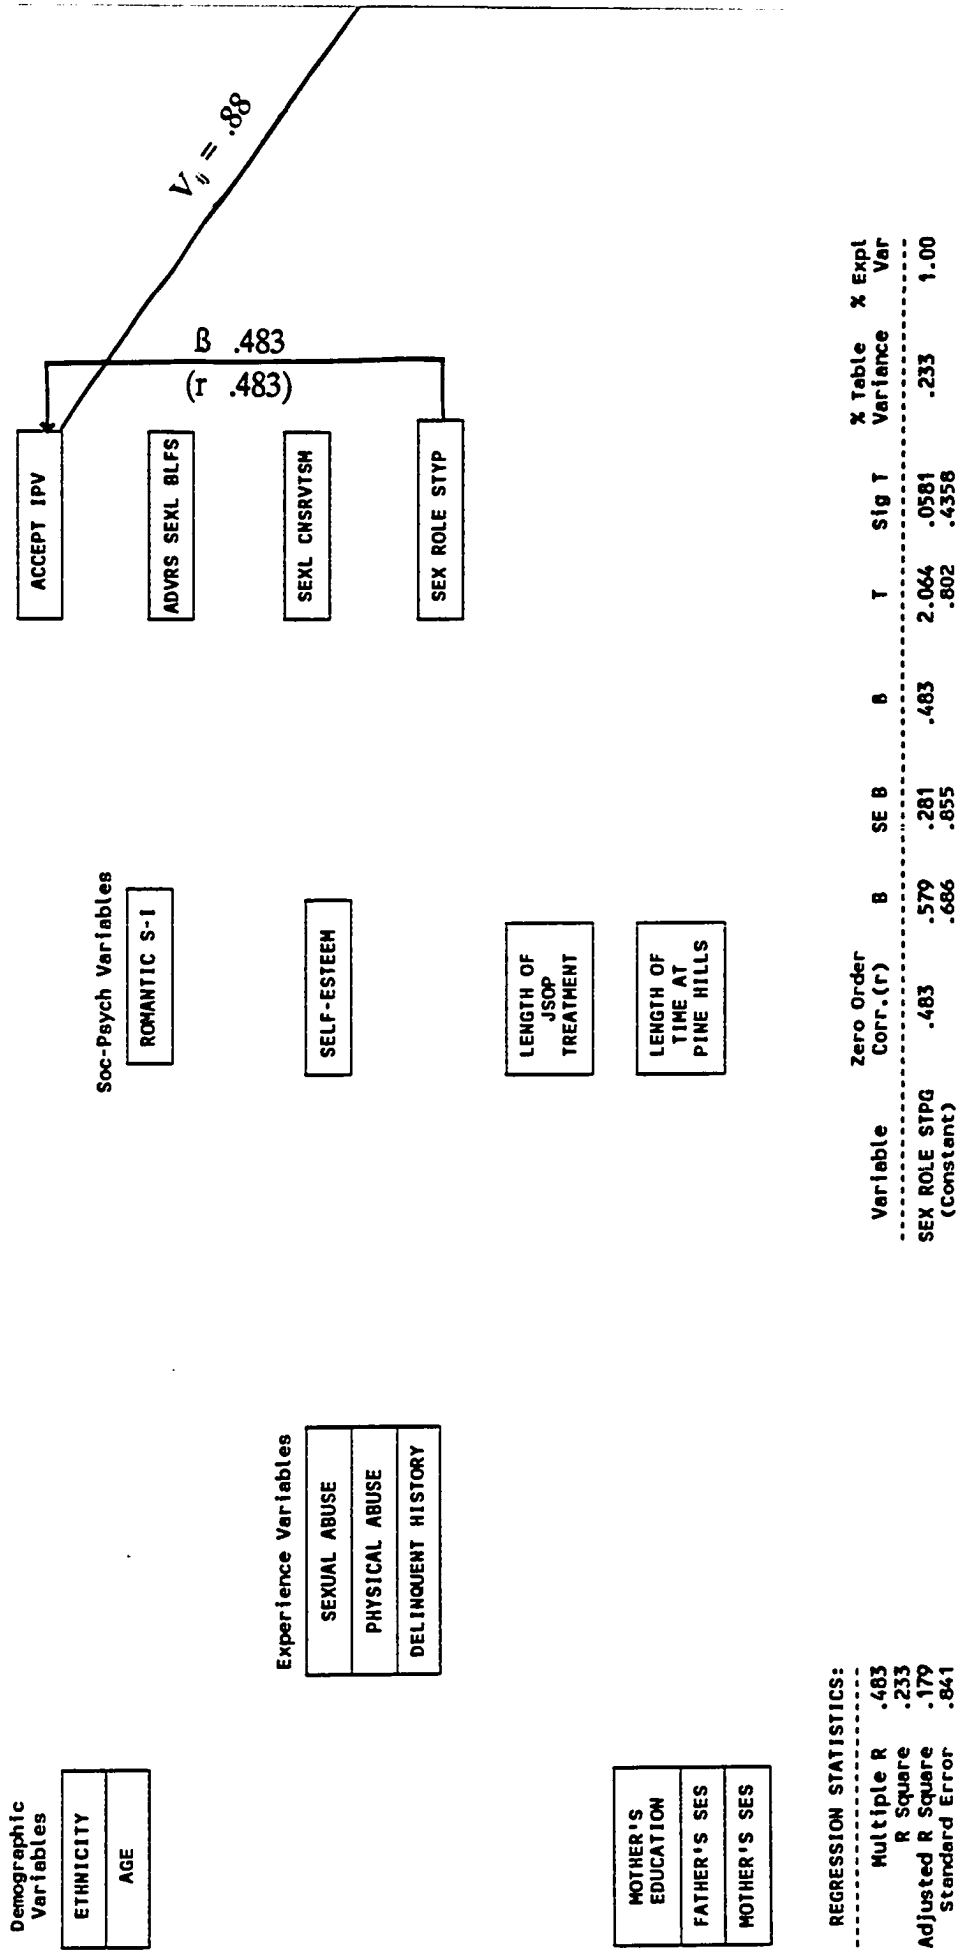 Demographic
Variables
ETHNICITY
AGE
MOTHER'S
EDUCATION
FATHER'S SES
MOTHER'S SES
Experience Variables
SEXUAL ABUSE
PHYSICAL ABUSE
DELINQUENT HISTORY
Soc-Psych Variables
ROMANTIC S-I
SELF-ESTEEM
LENGTH OF
JSOP
TREATMENT
LENGTH OF
TIME AT
PINE HILLS
ACCEPT IPV
ADVRS SEXL BLFS
SEXL CNSRVTSM
SEX ROLE STYP
ß .483
(r .483)
V ij = .88
REGRESSION STATISTICS:
Multiple R .483
R Square .233
Adjusted R Square .179
Standard Error .841
Zero Order % Table % Expl
Variable Corr.(r) B SE B ß T Sig T Variance Var
SEX ROLE STPG .483 .579 .281 .483 2.064 .0581 .233 1.00
(Constant) .686 .855 .802 .4358